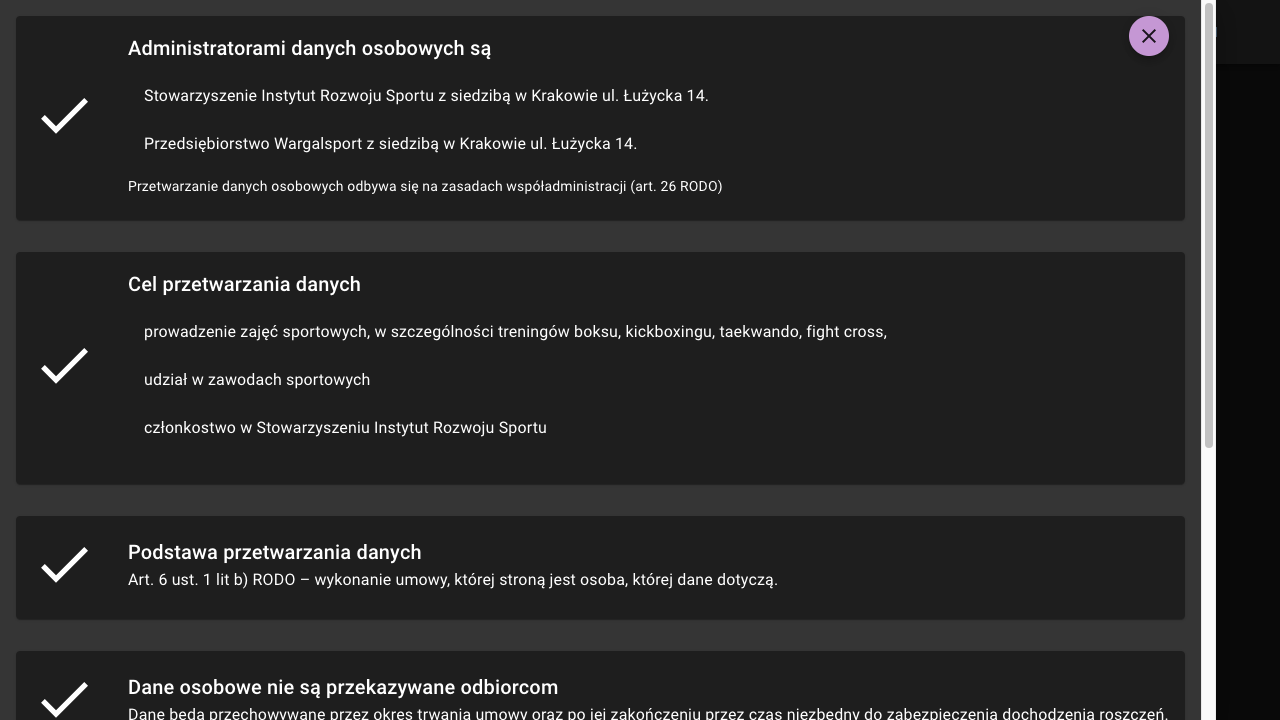 Administratorami danych osobowych są
Stowarzyszenie Instytut Rozwoju Sportu z siedzibą w Krakowie ul. Łużycka 14.
Przedsiębiorstwo Wargalsport z siedzibą w Krakowie ul. Łużycka 14.
Przetwarzanie danych osobowych odbywa się na zasadach współadministracji (art. 26 RODO)
Cel przetwarzania danych
prowadzenie zajęć sportowych, w szczególności treningów boksu, kickboxingu, taekwando, fight cross,
udział w zawodach sportowych
członkostwo w Stowarzyszeniu Instytut Rozwoju Sportu
Podstawa przetwarzania danych
Art. 6 ust. 1 lit b) RODO – wykonanie umowy, której stroną jest osoba, której dane dotyczą.
Dane osobowe nie są przekazywane odbiorcom
Dane będą przechowywane przez okres trwania umowy oraz po jej zakończeniu przez czas niezbędny do zabezpieczenia dochodzenia roszczeń.